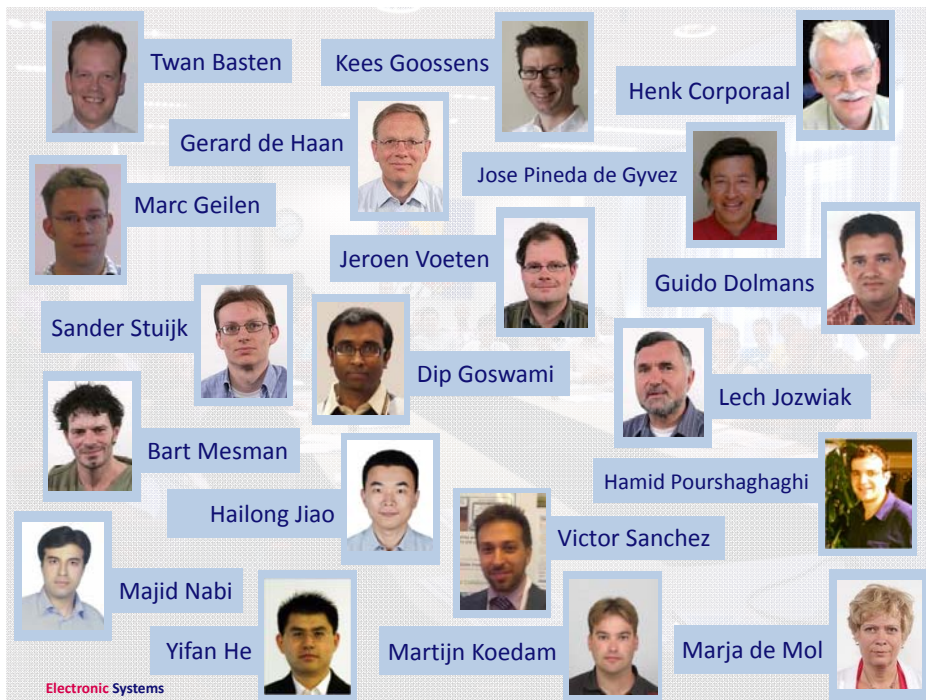 Twan Basten
Kees Goossens
Henk Corporaal
Gerard de Haan
Jose Pineda de Gyvez
Marc Geilen
Jeroen Voeten
Guido Dolmans
Sander Stuijk
Dip Goswami
Lech Jozwiak
Bart Mesman
Hamid Pourshaghaghi
Hailong Jiao
Victor Sanchez
Majid Nabi
Yifan He
Martijn Koedam
Marja de Mol
Electronic Systems